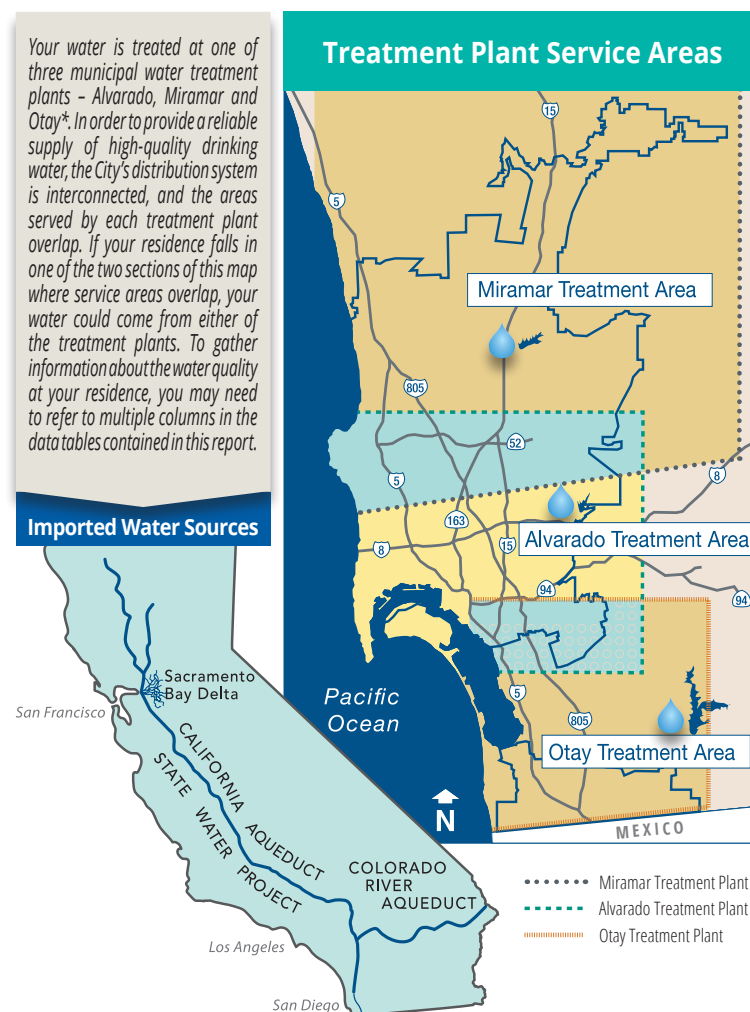 Your water is treated at one of
three municipal water treatment
plants – Alvarado, Miramar and
Otay*. In order to provide a reliable
supply of high-quality drinking
water, the City's distribution system
is interconnected, and the areas
served by each treatment plant
overlap. If your residence falls in
one of the two sections of this map
where service areas overlap, your
water could come from either of
the treatment plants. To gather
information about the water quality
at your residence, you may need
to refer to multiple columns in the
data tables contained in this report.
Imported Water Sources
Sacramento
Bay Delta
San Francisco
CALIFORNIA AQUEDUCT
STATE WATER PROJECT
COLORADO
RIVER
AQUEDUCT
Los Angeles
San Diego
Treatment Plant Service Areas
15
5
Miramar Treatment Area
805
52
5
8
163
15
8
Alvarado Treatment Area
94
94
Pacific
Ocean
5
805
Otay Treatment Area
N
MEXICO
Miramar Treatment Plant
Alvarado Treatment Plant
Otay Treatment Plant